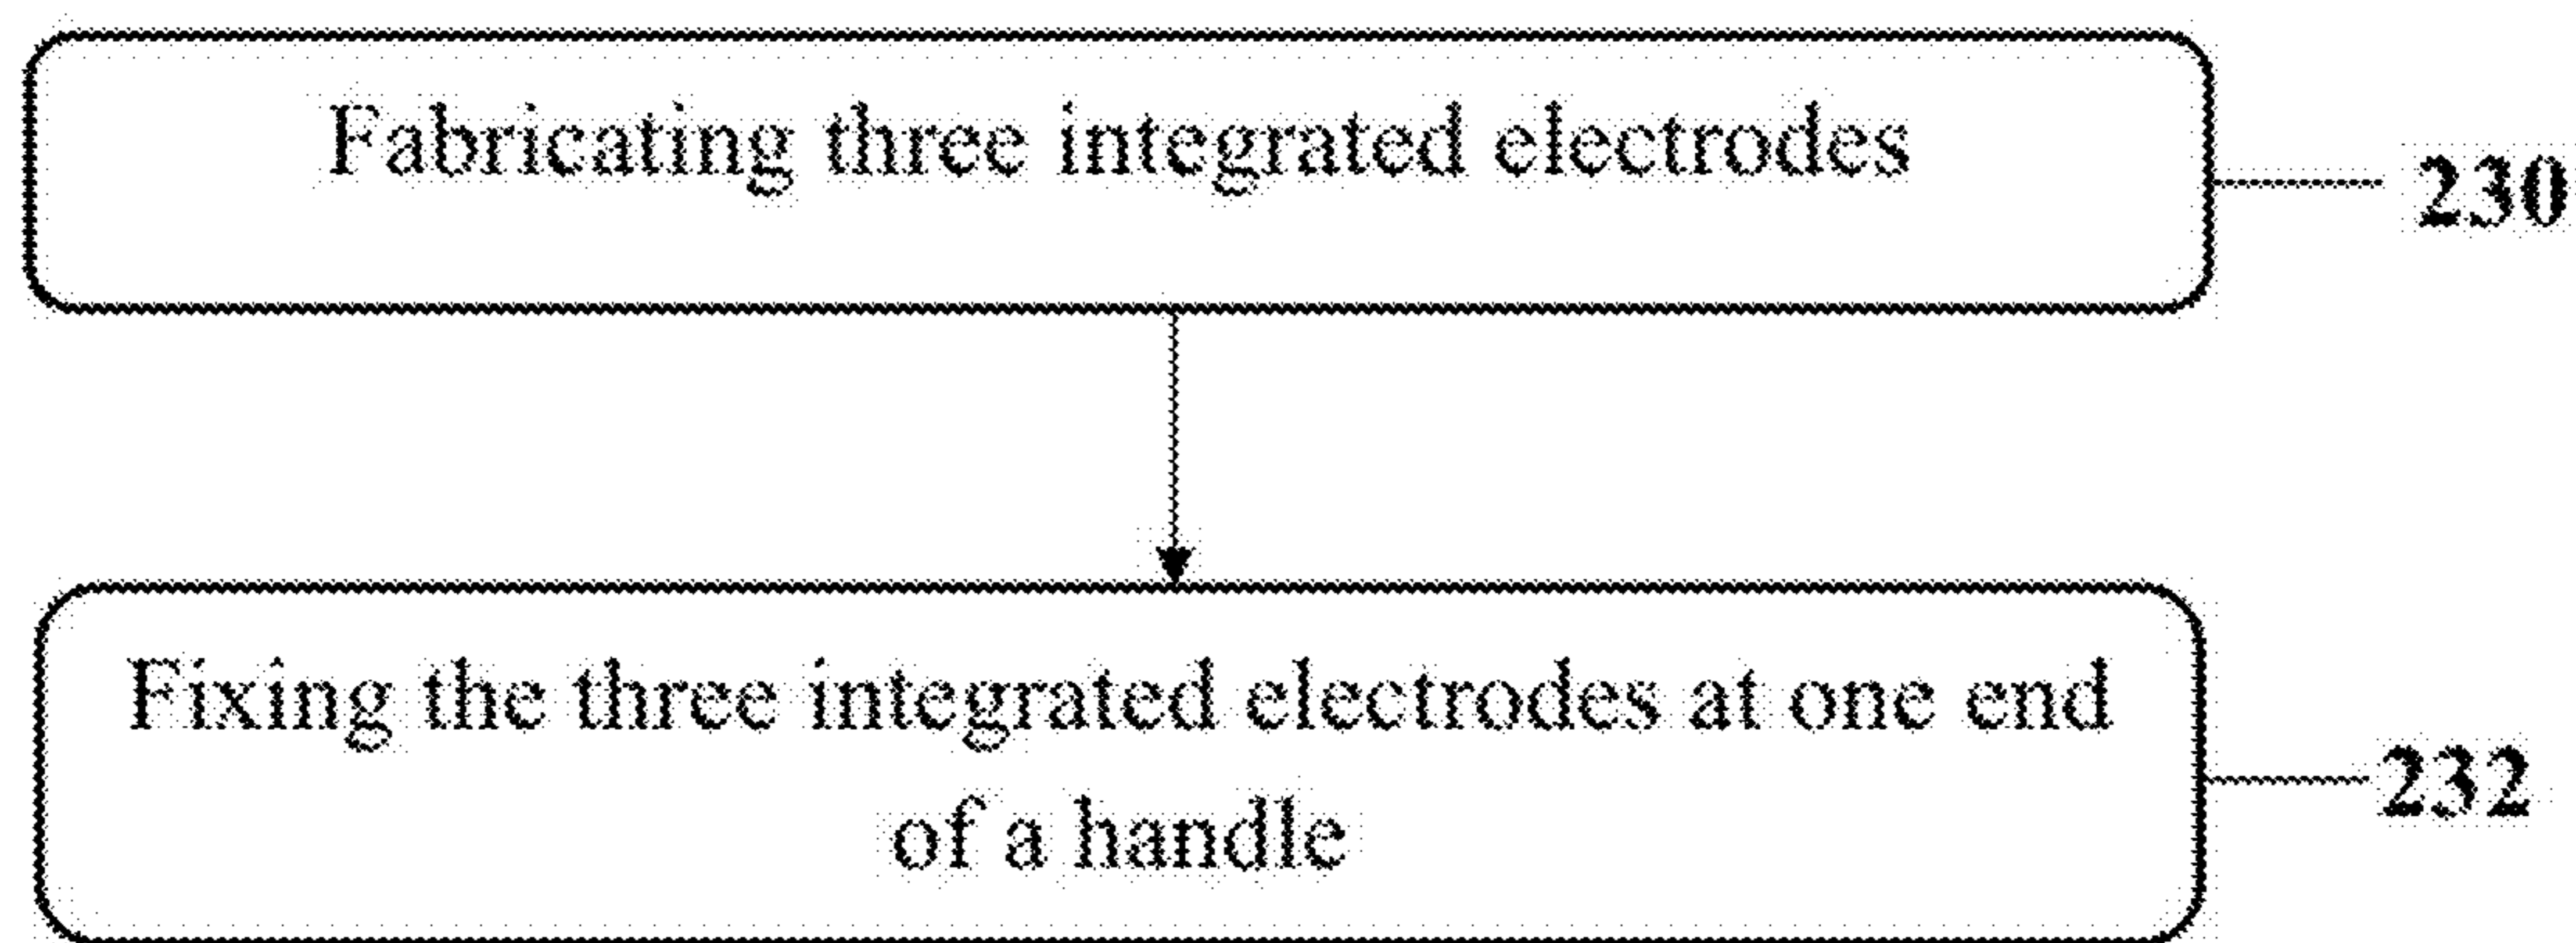 Fabricating three integrated electrodes
230
Fixing the three integrated electrodes at one end
of a handle
232